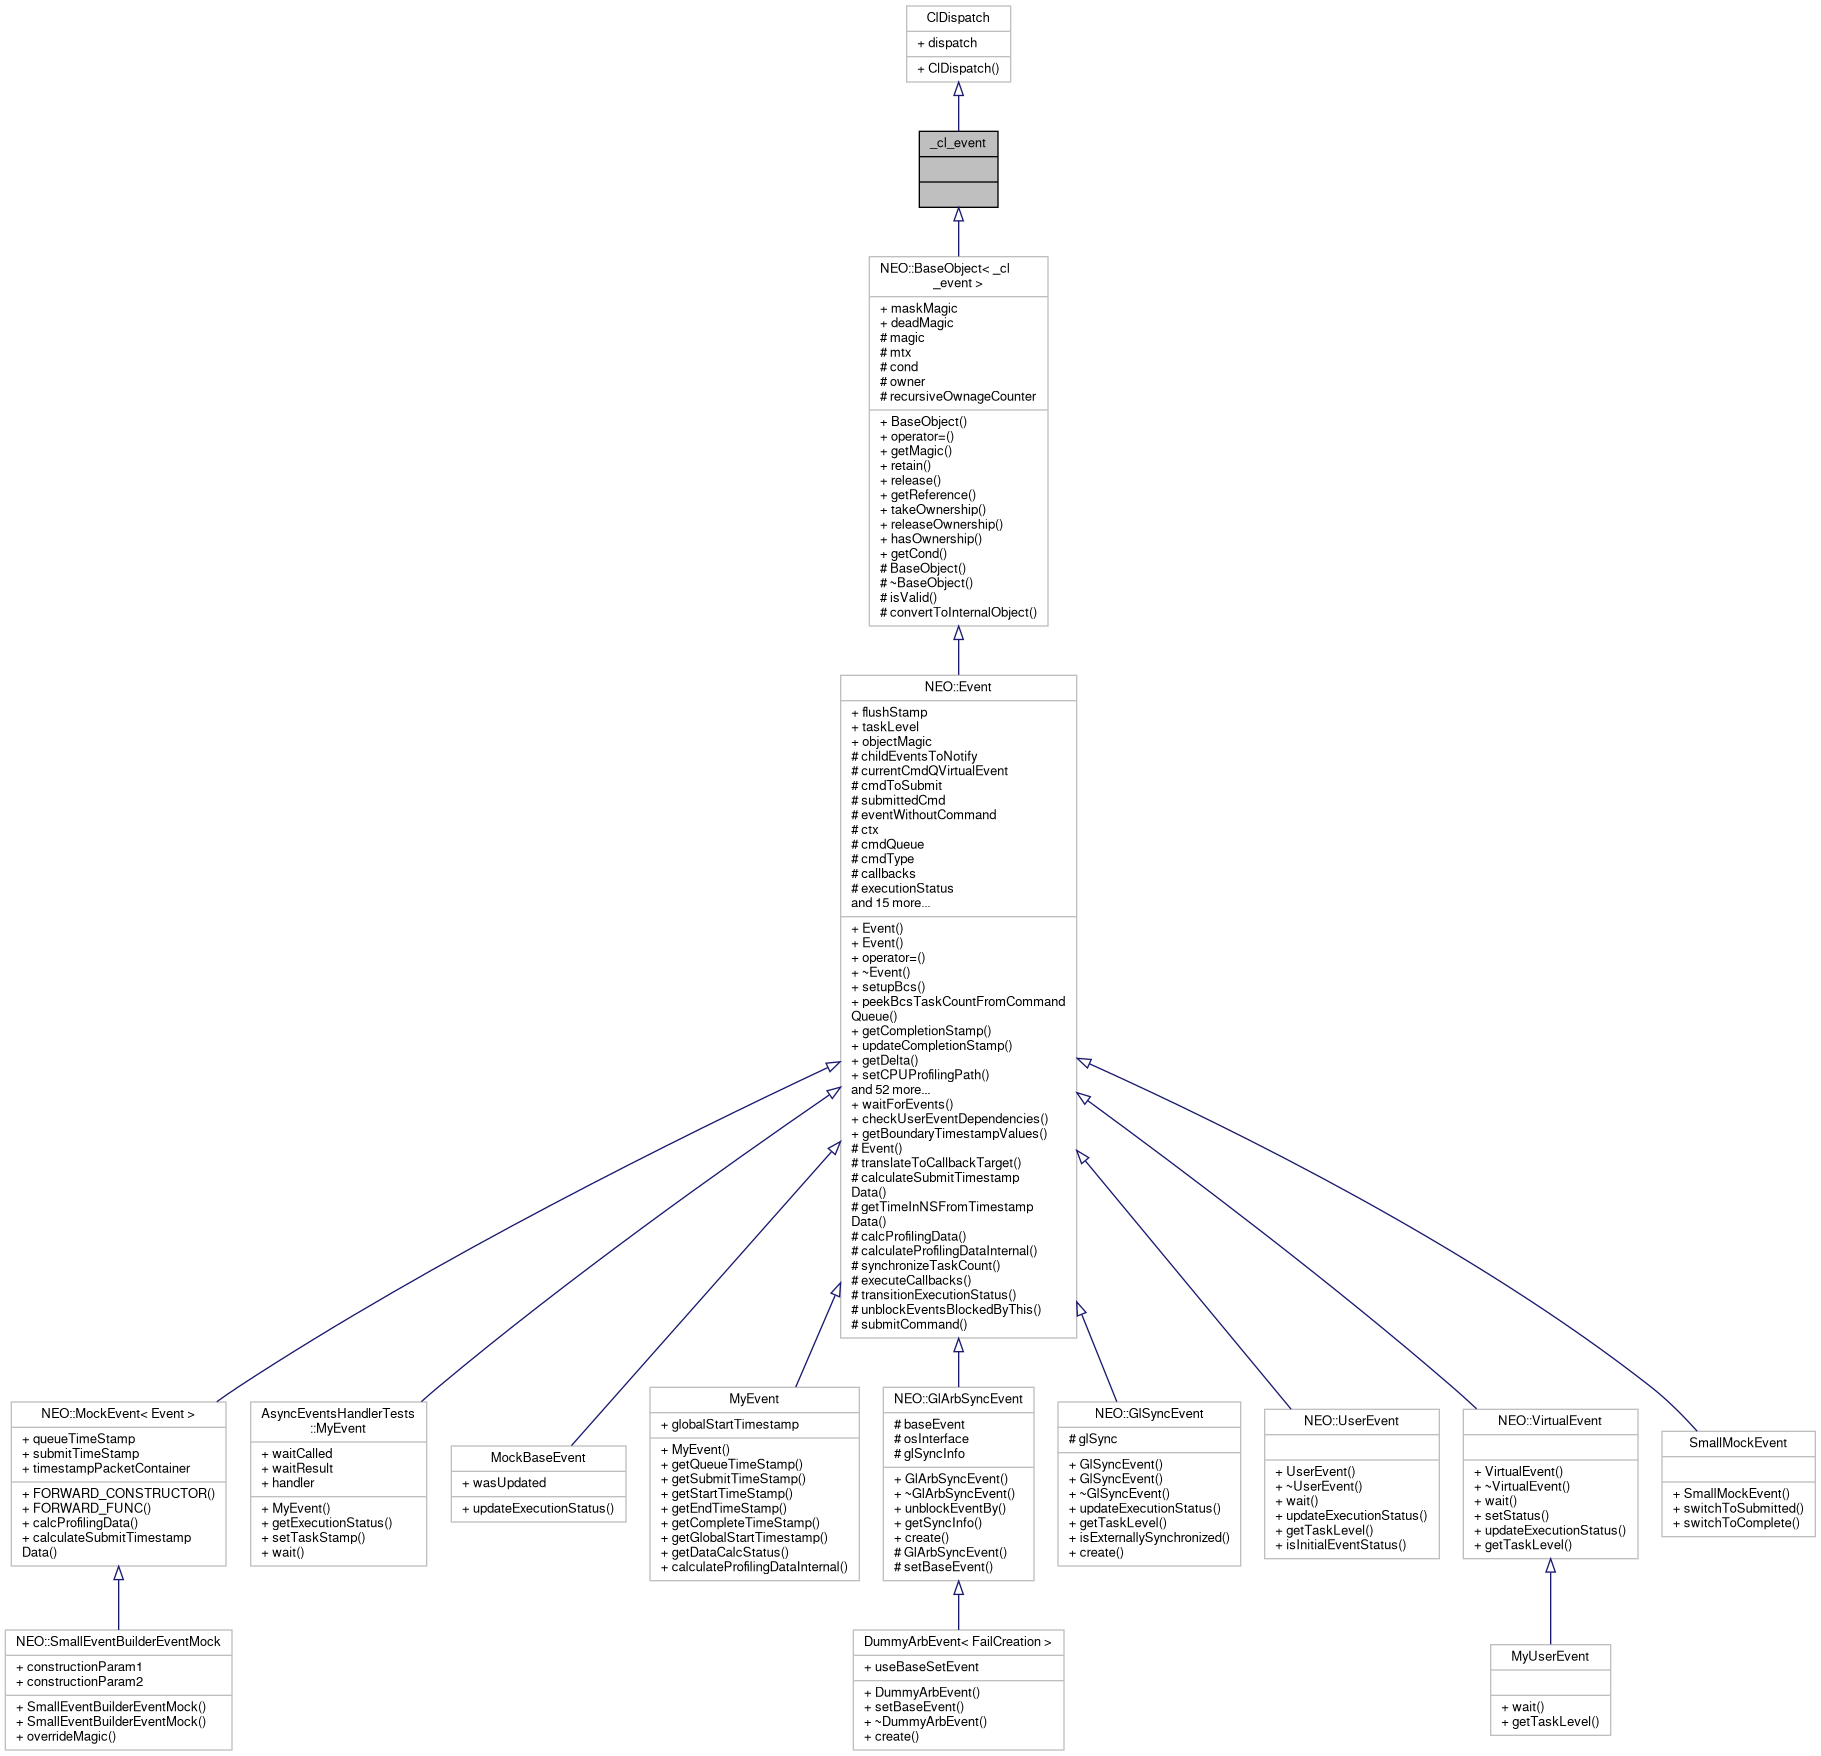 ClDispatch
+ dispatch
+ ClDispatch()
_cl_event
NEO::BaseObject< _cl
_event >
+ maskMagic
+ deadMagic
# magic
# mtx
# cond
# owner
# recursiveOwnageCounter
+ BaseObject()
+ operator=()
+ getMagic()
+ retain()
+ release()
+ getReference()
+ takeOwnership()
+ releaseOwnership()
+ hasOwnership()
+ getCond()
# BaseObject()
# ~BaseObject()
# isValid()
# convertToInternalObject()
NEO::Event
+ flushStamp
+ taskLevel
+ objectMagic
# childEventsToNotify
# currentCmdQVirtualEvent
# cmdToSubmit
# submittedCmd
# eventWithoutCommand
# ctx
# cmdQueue
# cmdType
# callbacks
# executionStatus
and 15 more...
+ Event()
+ Event()
+ operator=()
+ ~Event()
+ setupBcs()
+ peekBcsTaskCountFromCommand
Queue()
+ getCompletionStamp()
+ updateCompletionStamp()
+ getDelta()
+ setCPUProfilingPath()
and 52 more...
+ waitForEvents()
+ checkUserEventDependencies()
+ getBoundaryTimestampValues()
# Event()
# translateToCallbackTarget()
# calculateSubmitTimestamp
Data()
# getTimeInNSFromTimestamp
Data()
# calcProfilingData()
# calculateProfilingDataInternal()
# synchronizeTaskCount()
# executeCallbacks()
# transitionExecutionStatus()
# unblockEventsBlockedByThis()
# submitCommand()
NEO::MockEvent< Event >
+ queueTimeStamp
+ submitTimeStamp
+ timestampPacketContainer
+ FORWARD_CONSTRUCTOR()
+ FORWARD_FUNC()
+ calcProfilingData()
+ calculateSubmitTimestamp
Data()
AsyncEventsHandlerTests
::MyEvent
+ waitCalled
+ waitResult
+ handler
+ MyEvent()
+ getExecutionStatus()
+ setTaskStamp()
+ wait()
MockBaseEvent
+ wasUpdated
+ updateExecutionStatus()
MyEvent
+ globalStartTimestamp
+ MyEvent()
+ getQueueTimeStamp()
+ getSubmitTimeStamp()
+ getStartTimeStamp()
+ getEndTimeStamp()
+ getCompleteTimeStamp()
+ getGlobalStartTimestamp()
+ getDataCalcStatus()
+ calculateProfilingDataInternal()
NEO::GlArbSyncEvent
# baseEvent
# osInterface
# glSyncInfo
+ GlArbSyncEvent()
+ ~GlArbSyncEvent()
+ unblockEventBy()
+ getSyncInfo()
+ create()
# GlArbSyncEvent()
# setBaseEvent()
NEO::GlSyncEvent
# glSync
+ GlSyncEvent()
+ GlSyncEvent()
+ ~GlSyncEvent()
+ updateExecutionStatus()
+ getTaskLevel()
+ isExternallySynchronized()
+ create()
NEO::UserEvent
+ UserEvent()
+ ~UserEvent()
+ wait()
+ updateExecutionStatus()
+ getTaskLevel()
+ isInitialEventStatus()
NEO::VirtualEvent
+ VirtualEvent()
+ ~VirtualEvent()
+ wait()
+ setStatus()
+ updateExecutionStatus()
+ getTaskLevel()
SmallMockEvent
+ SmallMockEvent()
+ switchToSubmitted()
+ switchToComplete()
NEO::SmallEventBuilderEventMock
+ constructionParam1
+ constructionParam2
+ SmallEventBuilderEventMock()
+ SmallEventBuilderEventMock()
+ overrideMagic()
DummyArbEvent< FailCreation >
+ useBaseSetEvent
+ DummyArbEvent()
+ setBaseEvent()
+ ~DummyArbEvent()
+ create()
MyUserEvent
+ wait()
+ getTaskLevel()